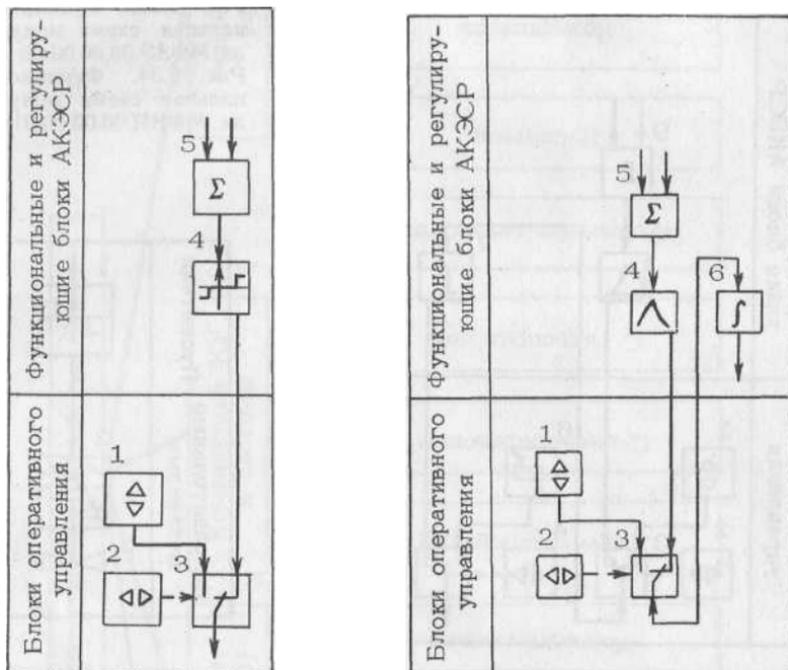 Функциональные и регулиру-
ющие блоки АКЭСР
5
Σ
4
Блоки оперативного
управления
1
2
3
Функциональные и регулиру-
ющие блоки АКЭСР
5
Σ
4
6
∫
Блоки оперативного
управления
1
2
3